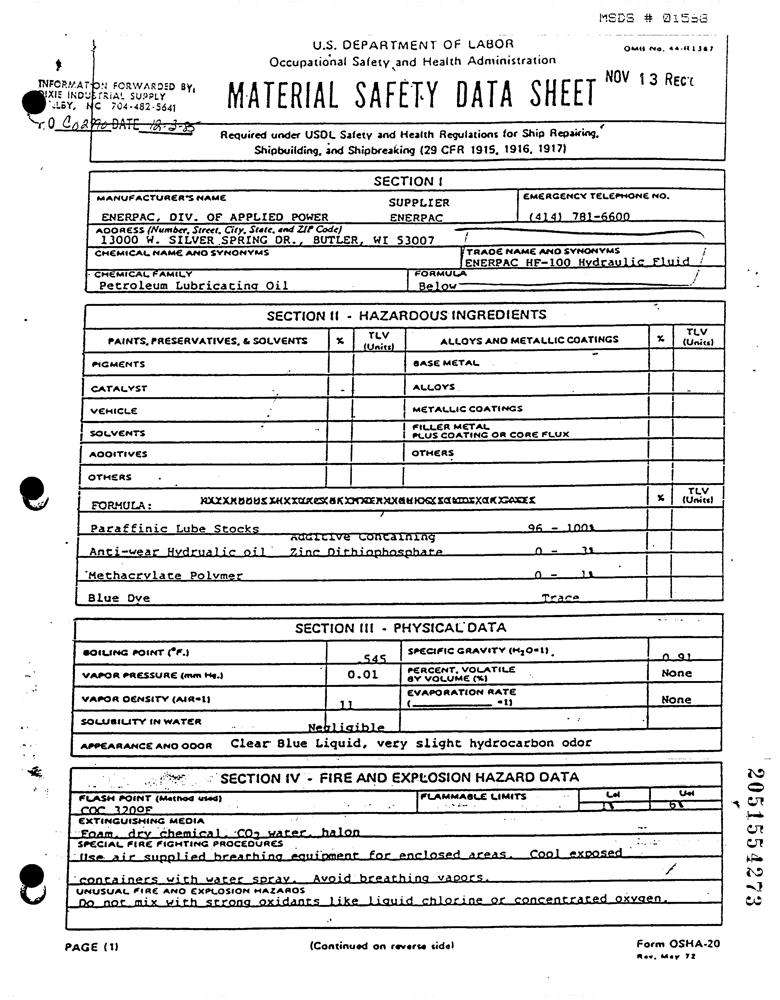 MSDS # 01558
U.S. DEPARTMENT OF LABOR
OMB No. 44-R1387
Occupational Safety and Health Administration
INFORMATION FORWARDED BY,
DIXIE INDUSTRIAL SUPPLY
NC 704-482-5641
DATE 12-3-85
MATERIAL SAFETY DATA SHEET
NOV 13 REC'D
Required under USDL Safety and Health Regulations for Ship Repairing,
Shipbuilding, and Shipbreaking (29 CFR 1915, 1916, 1917)
SECTION I
MANUFACTURER'S NAME SUPPLIER EMERGENCY TELEPHONE NO.
ENERPAC, DIV. OF APPLIED POWER ENERPAC (414) 781-6600
ADDRESS (Number, Street, City, State, and ZIP Code)
13000 W. SILVER SPRING DR., BUTLER, WI 53007
CHEMICAL NAME AND SYNONYMS TRADE NAME AND SYNONYMS
ENERPAC HF-100 Hydraulic Fluid
CHEMICAL FAMILY FORMULA
Petroleum Lubricating Oil Below
SECTION II - HAZARDOUS INGREDIENTS
PAINTS, PRESERVATIVES, & SOLVENTS % TLV (Units) ALLOYS AND METALLIC COATINGS % TLV (Units)
PIGMENTS BASE METAL
CATALYST ALLOYS
VEHICLE METALLIC COATINGS
SOLVENTS FILLER METAL PLUS COATING OR CORE FLUX
ADDITIVES OTHERS
OTHERS
FORMULA: % TLV (Units)
Paraffinic Lube Stocks 96 - 100%
Additive Containing
Anti-wear Hydrualic oil Zinc Dithiophosphate 0 - 3%
Methacrylate Polymer 0 - 1%
Blue Dye Trace
SECTION III - PHYSICAL DATA
BOILING POINT (°F.) 545 SPECIFIC GRAVITY (H₂O=1) 0.91
VAPOR PRESSURE (mm Hg.) 0.01 PERCENT, VOLATILE BY VOLUME (%) None
VAPOR DENSITY (AIR=1) 11 EVAPORATION RATE (______ =1) None
SOLUBILITY IN WATER Negligible
APPEARANCE AND ODOR Clear Blue Liquid, very slight hydrocarbon odor
SECTION IV - FIRE AND EXPLOSION HAZARD DATA
FLASH POINT (Method used) FLAMMABLE LIMITS Lel Uel
COC 320°F 1% 6%
EXTINGUISHING MEDIA
Foam, dry chemical, CO₂ water, halon
SPECIAL FIRE FIGHTING PROCEDURES
Use air supplied breathing equipment for enclosed areas. Cool exposed
containers with water spray. Avoid breathing vapors.
UNUSUAL FIRE AND EXPLOSION HAZARDS
Do not mix with strong oxidants like liquid chlorine or concentrated oxygen.
2051554273
PAGE (1) (Continued on reverse side) Form OSHA-20
Rev. May 72